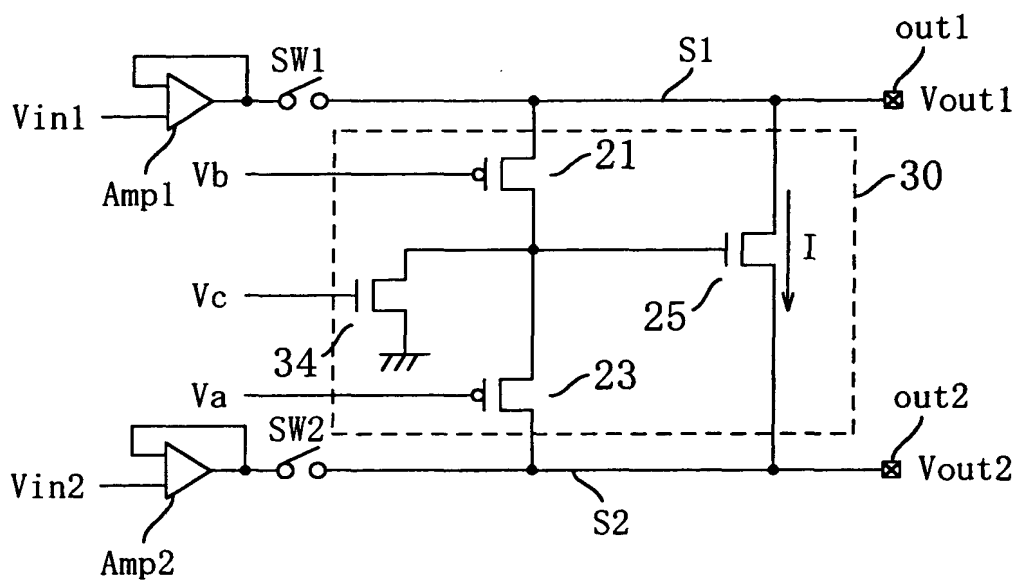 out1
SW1
S1
Vin1
Vout1
Amp1
Vb
21
30
I
Vc
25
34
Va
23
SW2
out2
Vin2
Vout2
S2
Amp2